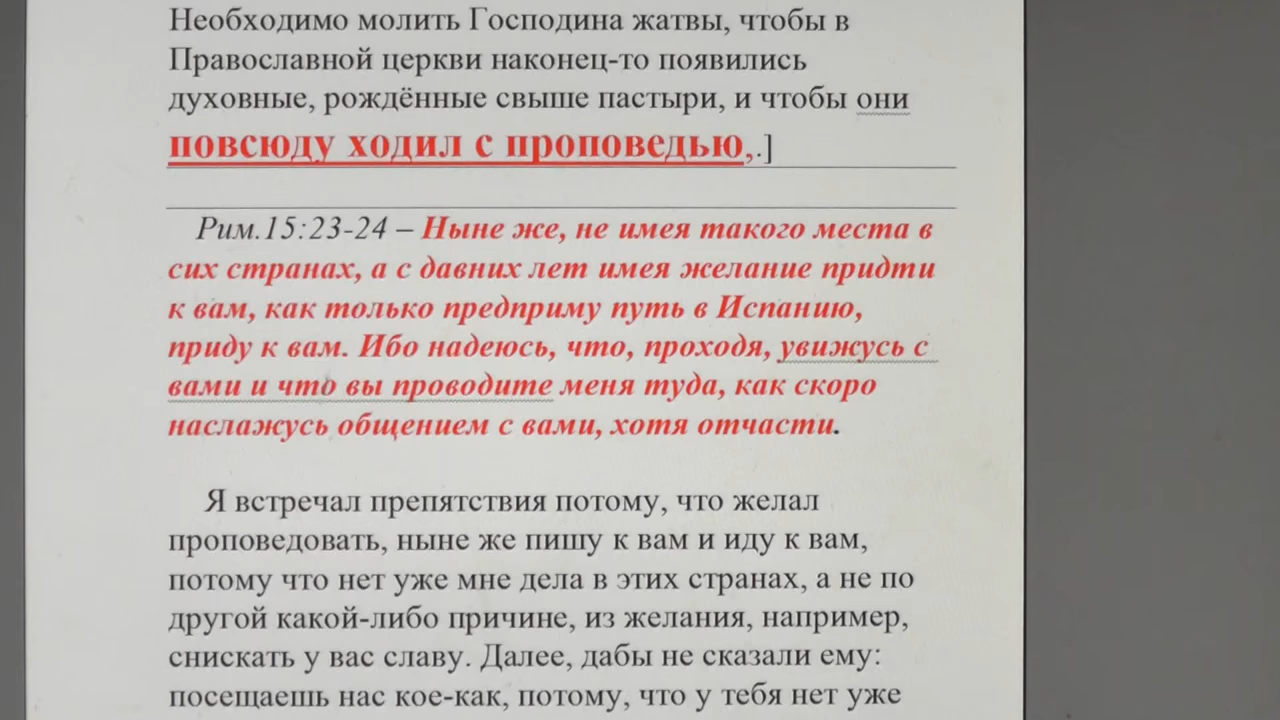 Необходимо молить Господина жатвы, чтобы в
Православной церкви наконец-то появились
духовные, рождённые свыше пастыри, и чтобы они
повсюду ходил с проповедью,.]
Рим.15:23-24 – Ныне же, не имея такого места в
сих странах, а с давних лет имея желание придти
к вам, как только предприму путь в Испанию,
приду к вам. Ибо надеюсь, что, проходя, увижусь с
вами и что вы проводите меня туда, как скоро
наслажусь общением с вами, хотя отчасти.
Я встречал препятствия потому, что желал
проповедовать, ныне же пишу к вам и иду к вам,
потому что нет уже мне дела в этих странах, а не по
другой какой-либо причине, из желания, например,
снискать у вас славу. Далее, дабы не сказали ему:
посещаешь нас кое-как, потому, что у тебя нет уже